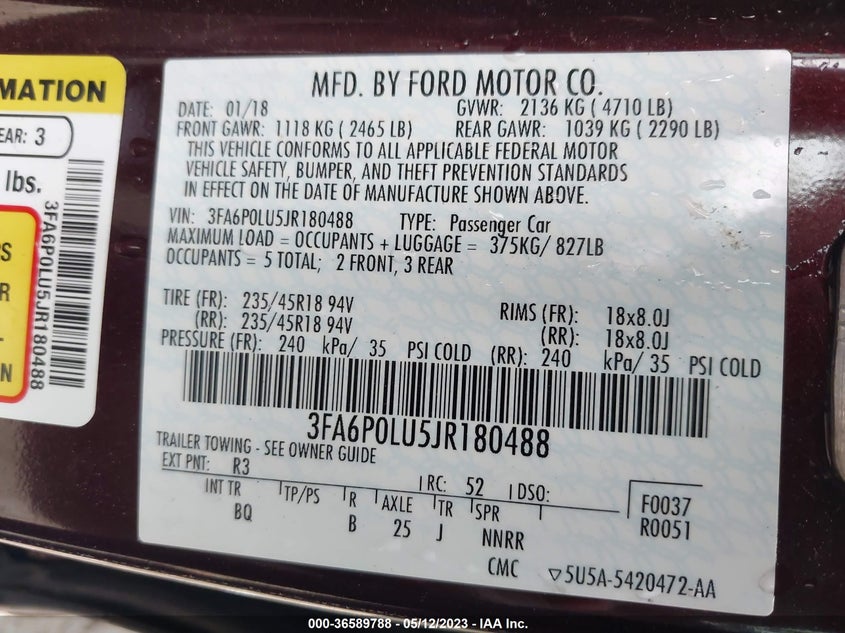 MATION
EAR: 3
lbs.
3FA6P0LU5JR180488
PS
R
N
MFD. BY FORD MOTOR CO.
DATE: 01/18 GVWR: 2136 KG ( 4710 LB)
FRONT GAWR: 1118 KG ( 2465 LB) REAR GAWR: 1039 KG ( 2290 LB)
THIS VEHICLE CONFORMS TO ALL APPLICABLE FEDERAL MOTOR
VEHICLE SAFETY, BUMPER, AND THEFT PREVENTION STANDARDS
IN EFFECT ON THE DATE OF MANUFACTURE SHOWN ABOVE.
VIN: 3FA6P0LU5JR180488 TYPE: Passenger Car
MAXIMUM LOAD = OCCUPANTS + LUGGAGE = 375KG/ 827LB
OCCUPANTS = 5 TOTAL; 2 FRONT, 3 REAR
TIRE (FR): 235/45R18 94V RIMS (FR): 18x8.0J
(RR): 235/45R18 94V (RR): 18x8.0J
PRESSURE (FR): 240 kPa/ 35 PSI COLD (RR): 240 kPa/ 35 PSI COLD
3FA6P0LU5JR180488
TRAILER TOWING - SEE OWNER GUIDE
EXT PNT: R3 RC: 52 DSO: F0037
INT TR TP/PS R AXLE TR SPR R0051
BQ B 25 J NNRR
CMC ▽5U5A-5420472-AA
000-36589788 - 05/12/2023 - IAA Inc.